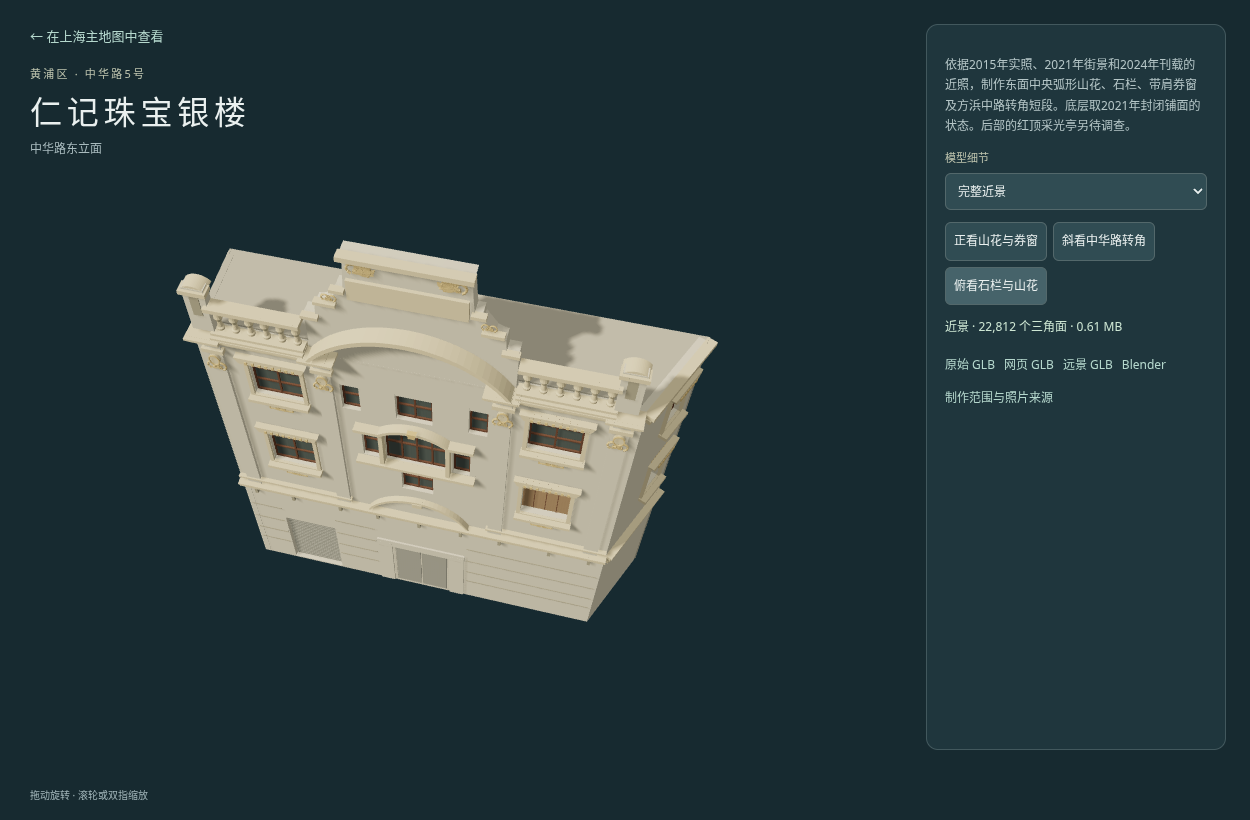 ← 在上海主地图中查看
黄浦区 · 中华路5号
仁记珠宝银楼
中华路东立面
依据2015年实照、2021年街景和2024年刊载的
近照，制作东面中央弧形山花、石栏、带肩券窗
及方浜中路转角短段。底层取2021年封闭铺面的
状态。后部的红顶采光亭另待调查。
模型细节
完整近景
正看山花与券窗
斜看中华路转角
俯看石栏与山花
近景 · 22,812 个三角面 · 0.61 MB
原始 GLB 网页 GLB 远景 GLB Blender
制作范围与照片来源
拖动旋转 · 滚轮或双指缩放